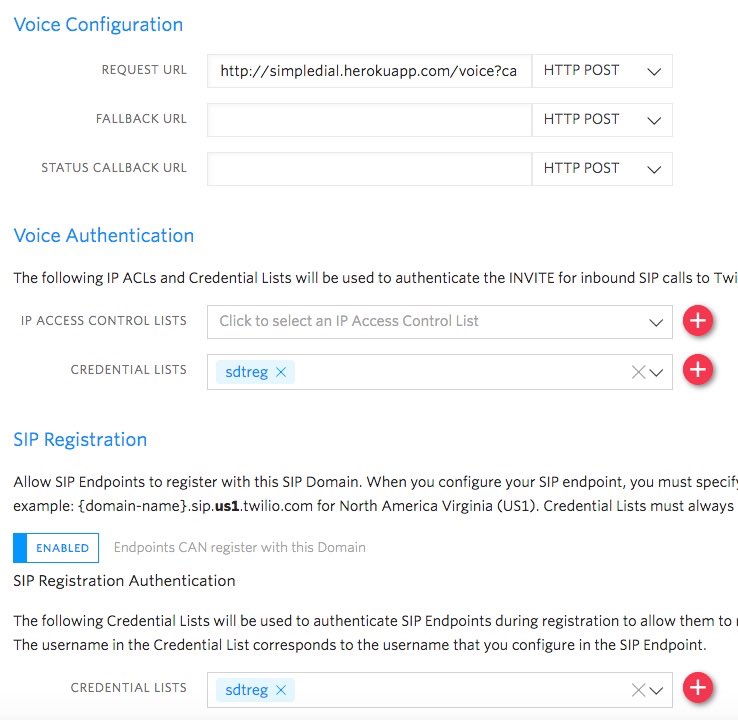 Voice Configuration
REQUEST URL http://simpledial.herokuapp.com/voice?ca HTTP POST
FALLBACK URL HTTP POST
STATUS CALLBACK URL HTTP POST
Voice Authentication
The following IP ACLs and Credential Lists will be used to authenticate the INVITE for inbound SIP calls to Twi
IP ACCESS CONTROL LISTS Click to select an IP Access Control List
CREDENTIAL LISTS sdtreg
SIP Registration
Allow SIP Endpoints to register with this SIP Domain. When you configure your SIP endpoint, you must specify
example: {domain-name}.sip.us1.twilio.com for North America Virginia (US1). Credential Lists must always
ENABLED Endpoints CAN register with this Domain
SIP Registration Authentication
The following Credential Lists will be used to authenticate SIP Endpoints during registration to allow them to
The username in the Credential List corresponds to the username that you configure in the SIP Endpoint.
CREDENTIAL LISTS sdtreg